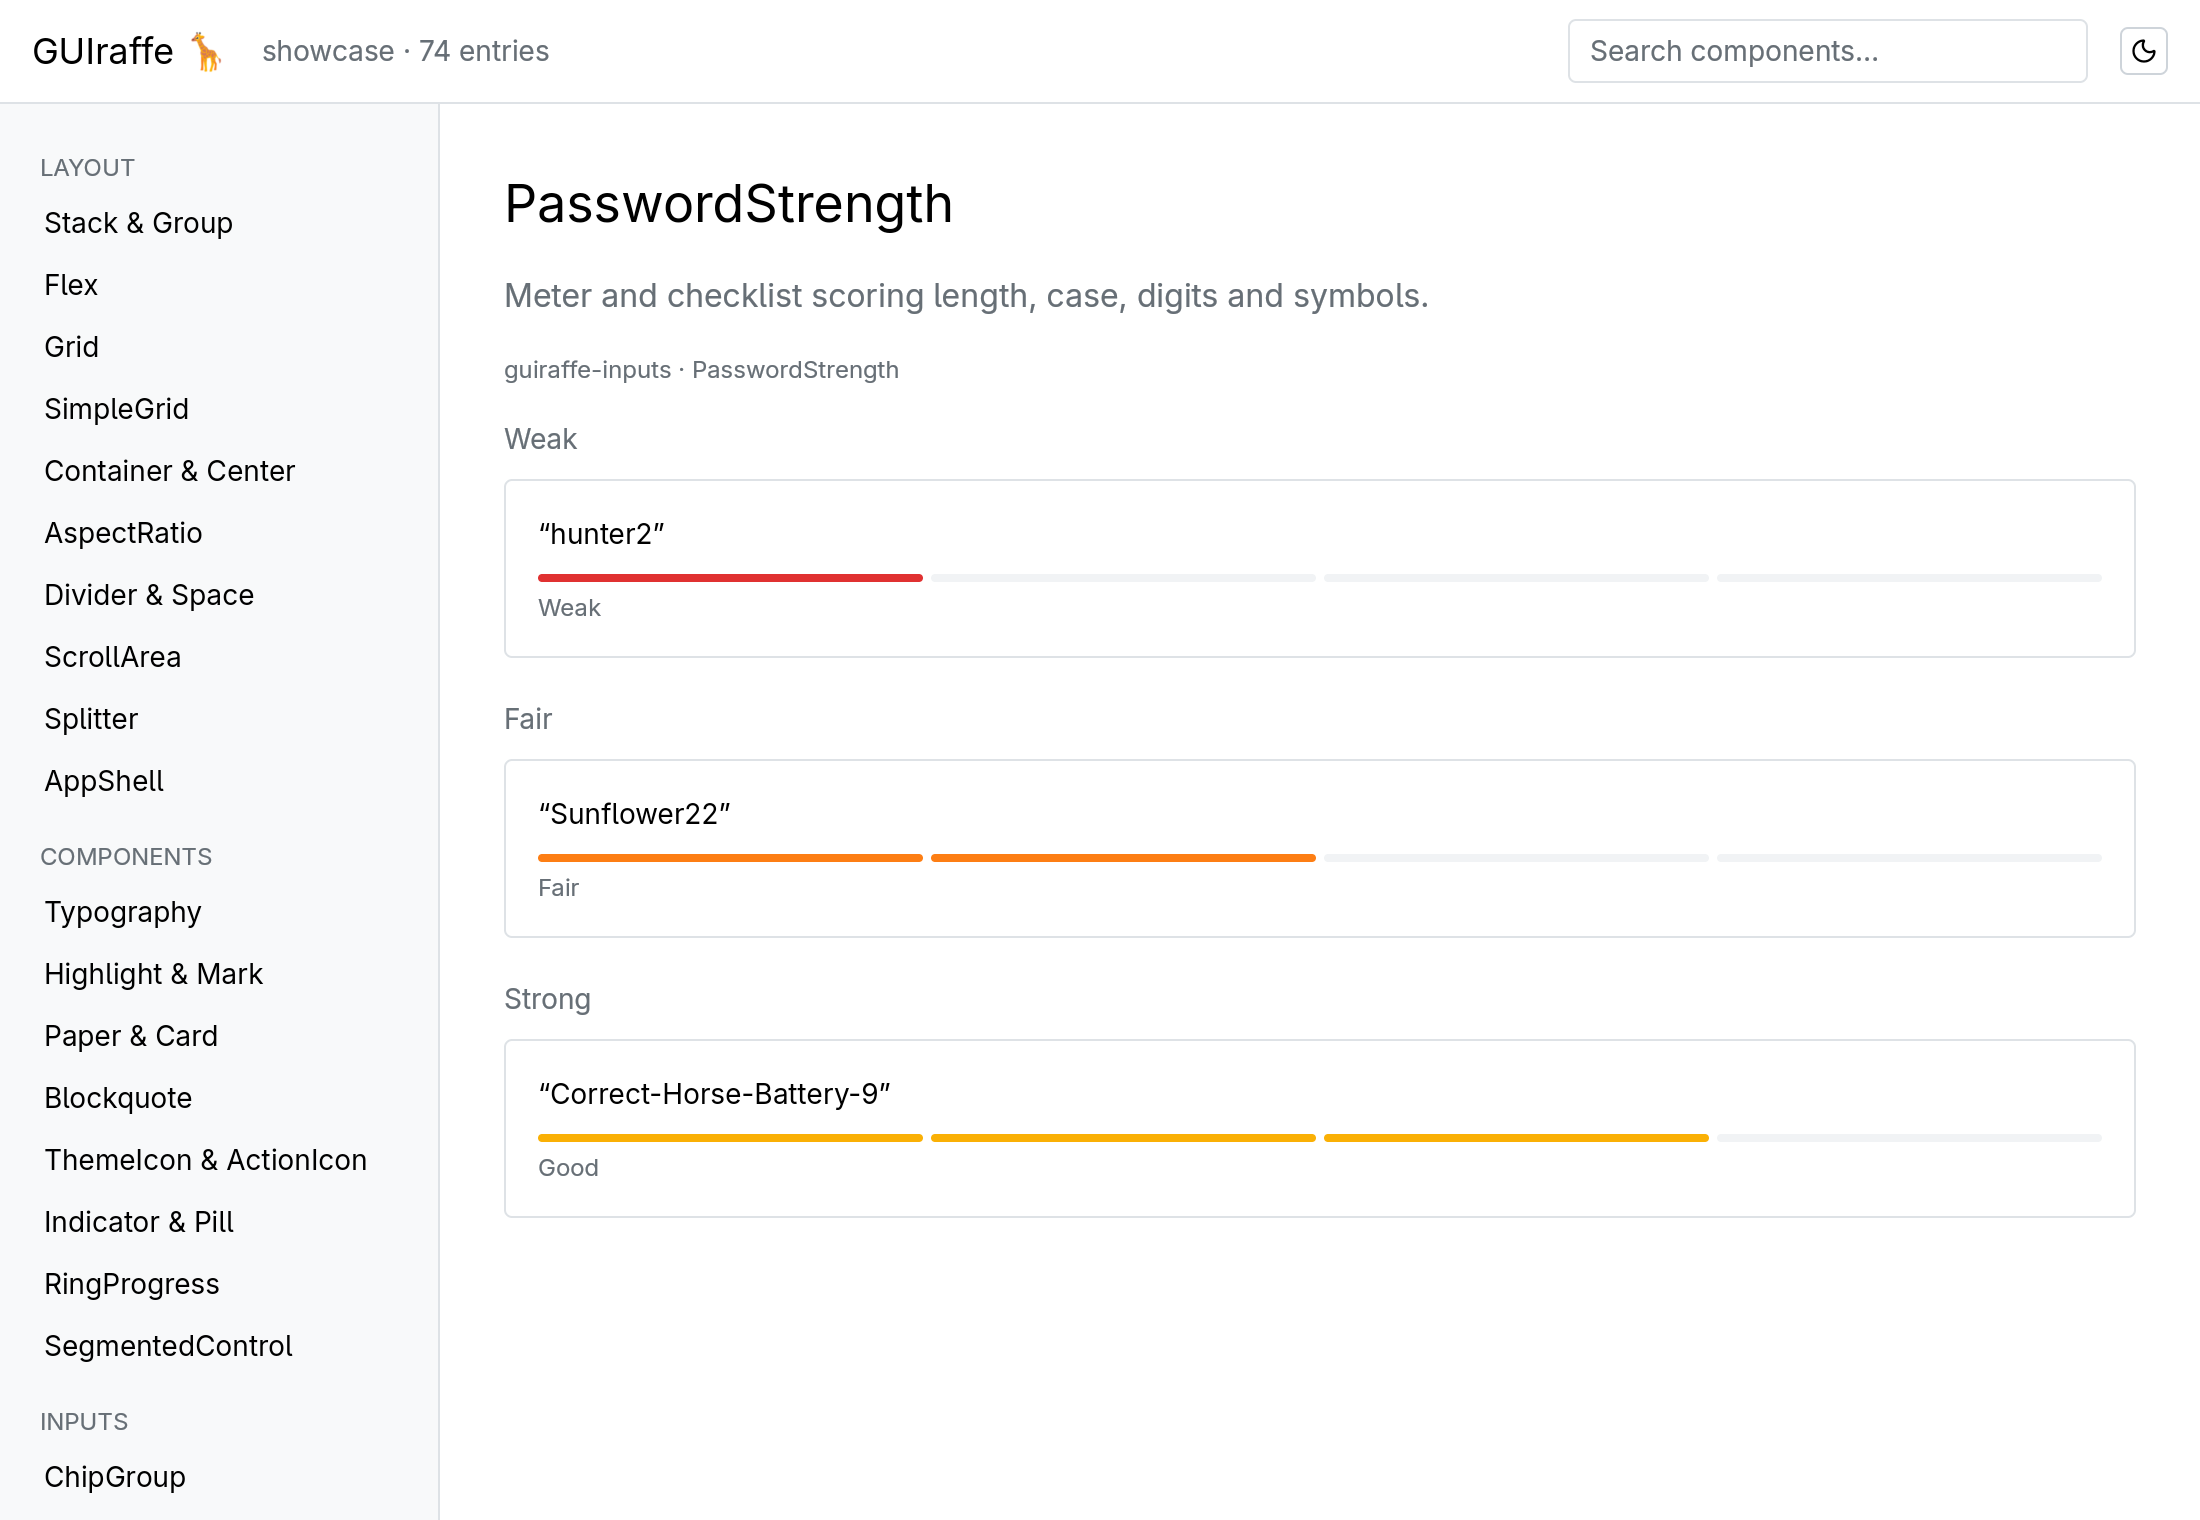 GUIraffe 🦒 showcase · 74 entries
Search components...
LAYOUT
Stack & Group
Flex
Grid
SimpleGrid
Container & Center
AspectRatio
Divider & Space
ScrollArea
Splitter
AppShell
COMPONENTS
Typography
Highlight & Mark
Paper & Card
Blockquote
ThemeIcon & ActionIcon
Indicator & Pill
RingProgress
SegmentedControl
INPUTS
ChipGroup
PasswordStrength
Meter and checklist scoring length, case, digits and symbols.
guiraffe-inputs · PasswordStrength
Weak
“hunter2”
Weak
Fair
“Sunflower22”
Fair
Strong
“Correct-Horse-Battery-9”
Good